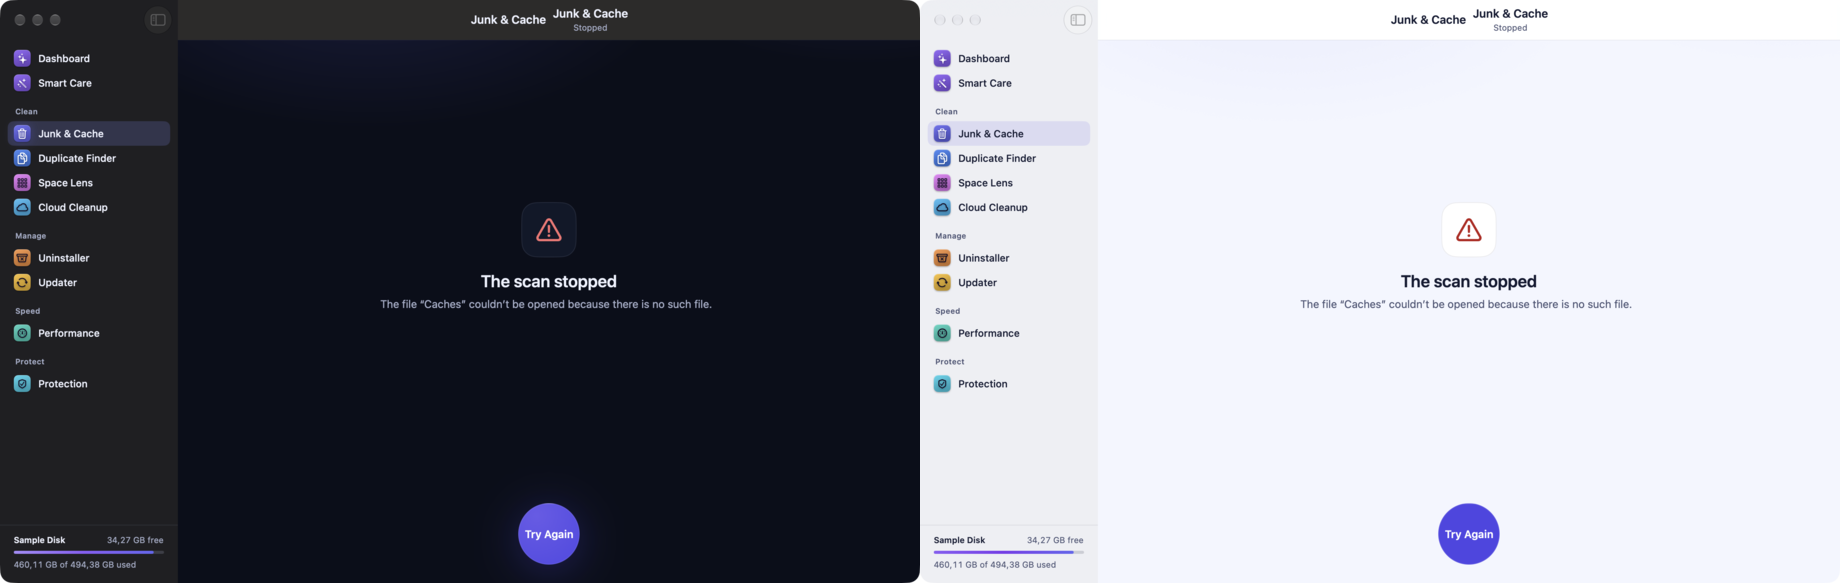 Junk & Cache
Junk & Cache
Stopped
Dashboard
Smart Care
Clean
Junk & Cache
Duplicate Finder
Space Lens
Cloud Cleanup
Manage
Uninstaller
Updater
Speed
Performance
Protect
Protection
The scan stopped
The file “Caches” couldn’t be opened because there is no such file.
Try Again
Sample Disk 34,27 GB free
460,11 GB of 494,38 GB used
Junk & Cache
Junk & Cache
Stopped
Dashboard
Smart Care
Clean
Junk & Cache
Duplicate Finder
Space Lens
Cloud Cleanup
Manage
Uninstaller
Updater
Speed
Performance
Protect
Protection
The scan stopped
The file “Caches” couldn’t be opened because there is no such file.
Try Again
Sample Disk 34,27 GB free
460,11 GB of 494,38 GB used